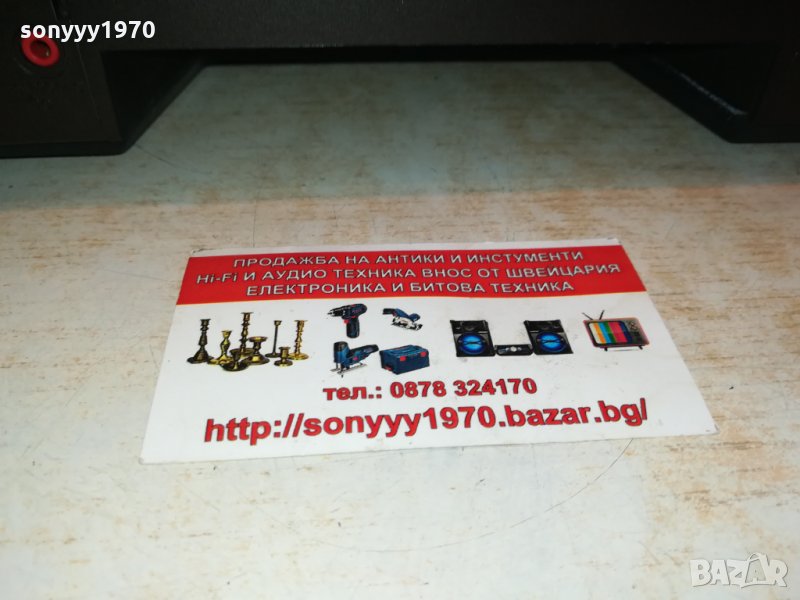 sonyyy1970
ПРОДАЖБА НА АНТИКИ И ИНСТУМЕНТИ
Hi-Fi И АУДИО ТЕХНИКА ВНОС ОТ ШВЕИЦАРИЯ
ЕЛЕКТРОНИКА И БИТОВА ТЕХНИКА
тел.: 0878 324170
http://sonyyy1970.bazar.bg/
BAZAR